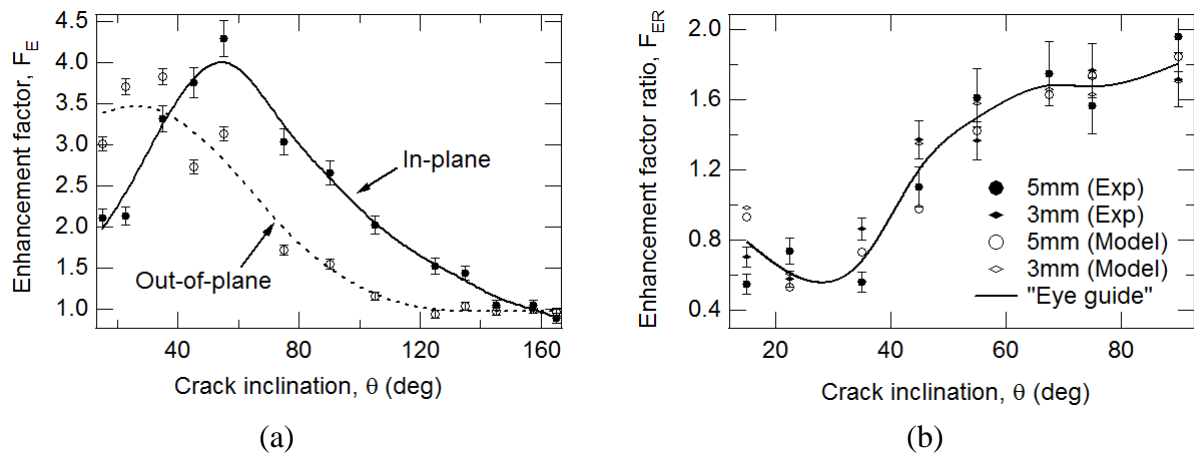 4.5
4.0
3.5
3.0
2.5
2.0
1.5
1.0
Enhancement factor, F_E
In-plane
Out-of-plane
40
80
120
160
Crack inclination, θ (deg)
(a)
2.0
1.6
1.2
0.8
0.4
Enhancement factor ratio, F_ER
5mm (Exp)
3mm (Exp)
5mm (Model)
3mm (Model)
"Eye guide"
20
40
60
80
Crack inclination, θ (deg)
(b)